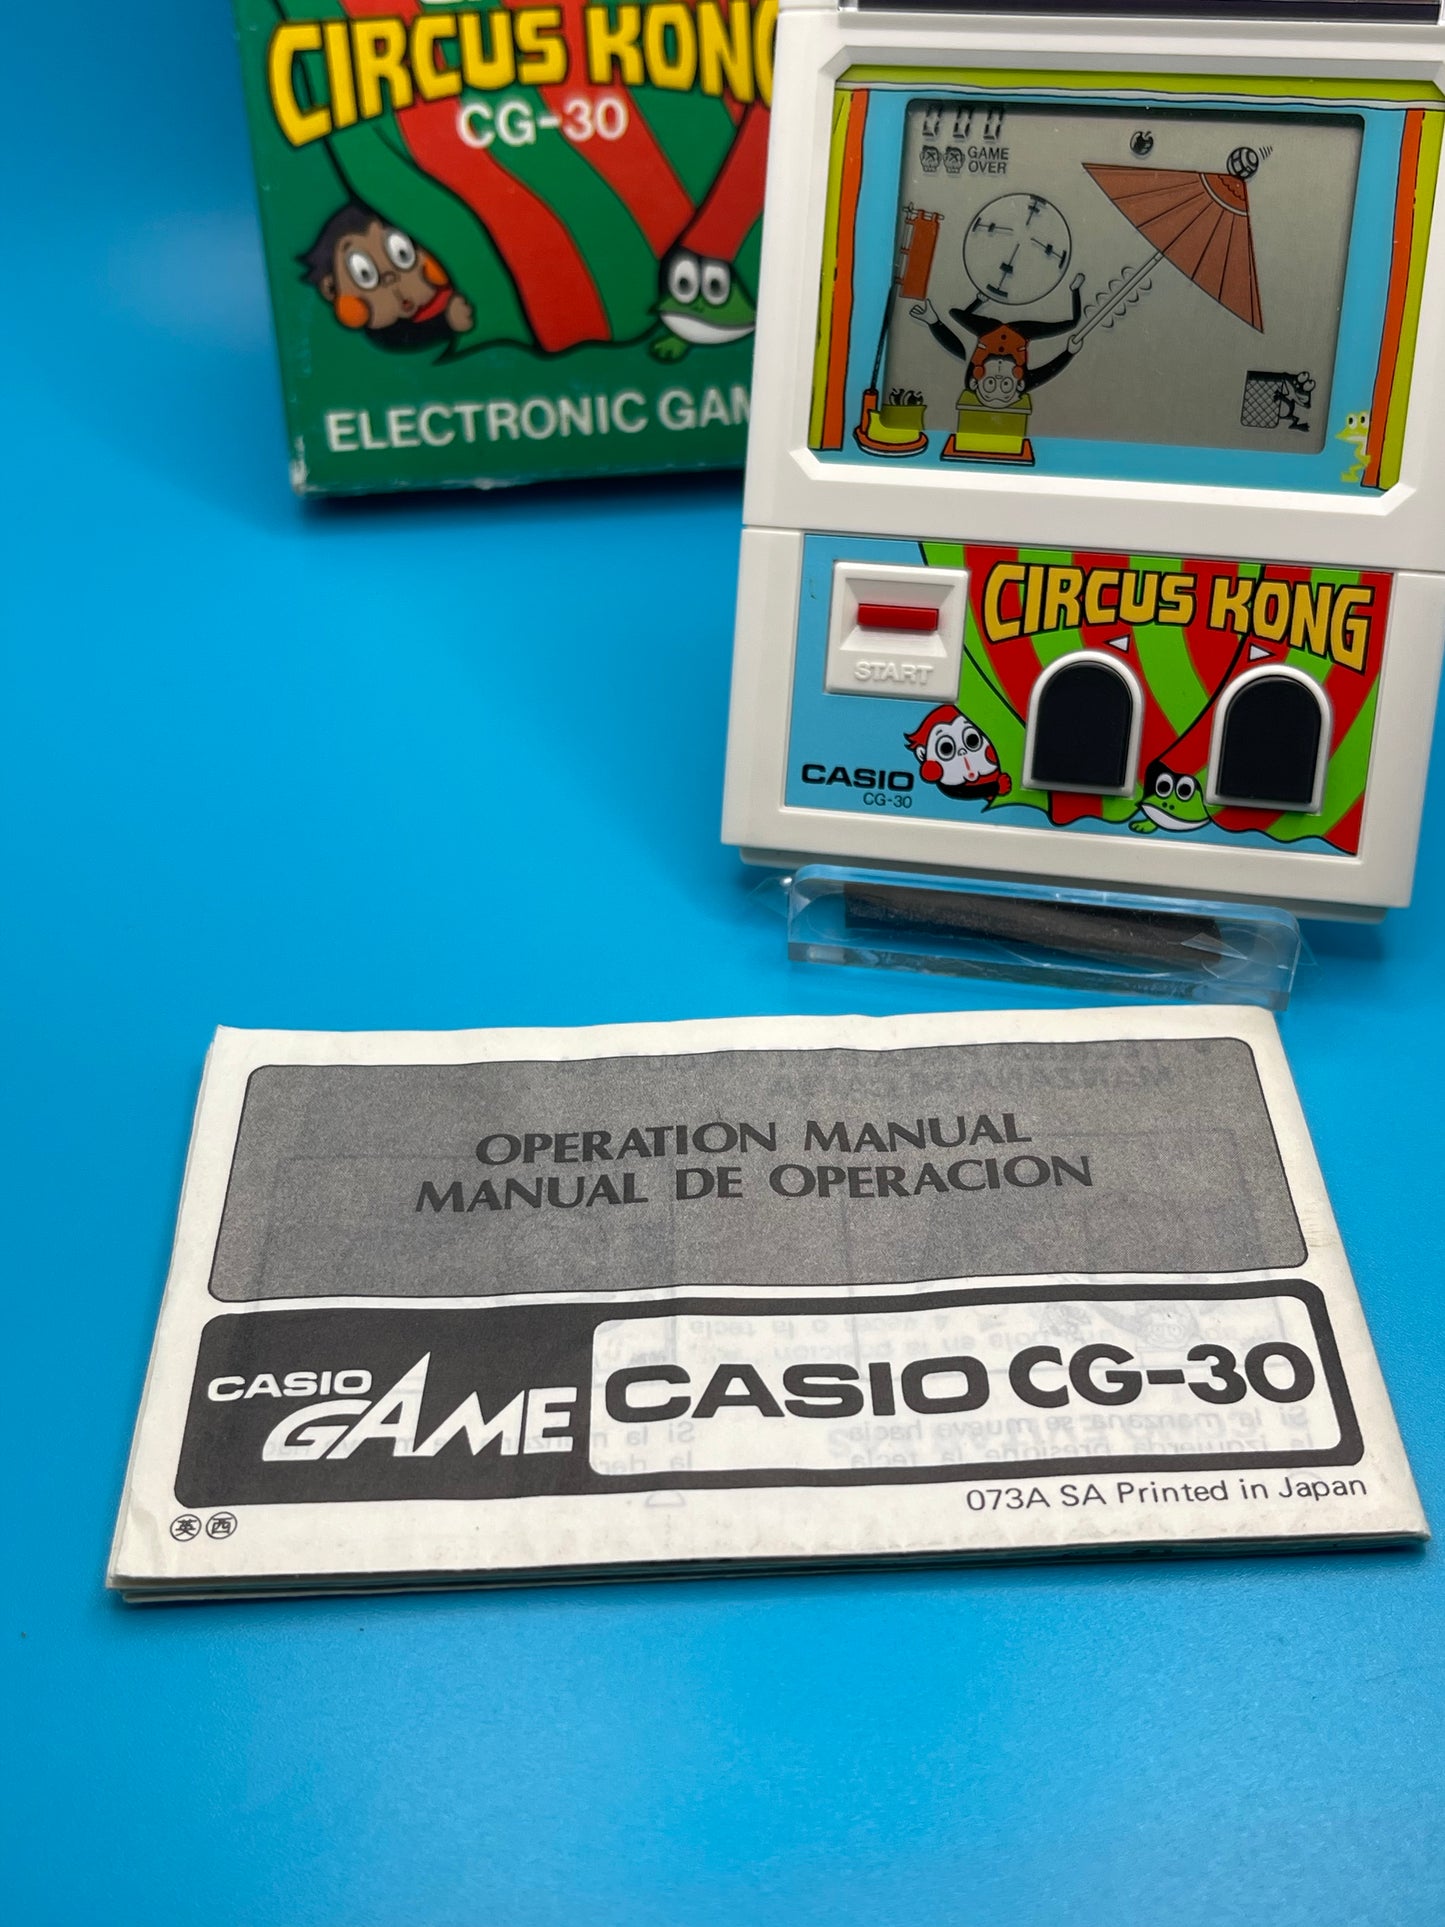 CIRCUS KONG
CG-30
ELECTRONIC GAM
000
GAME
OVER
CIRCUS KONG
START
CASIO
CG-30
OPERATION MANUAL
MANUAL DE OPERACION
CASIO
GAME
CASIO CG-30
073A SA Printed in Japan
英 西